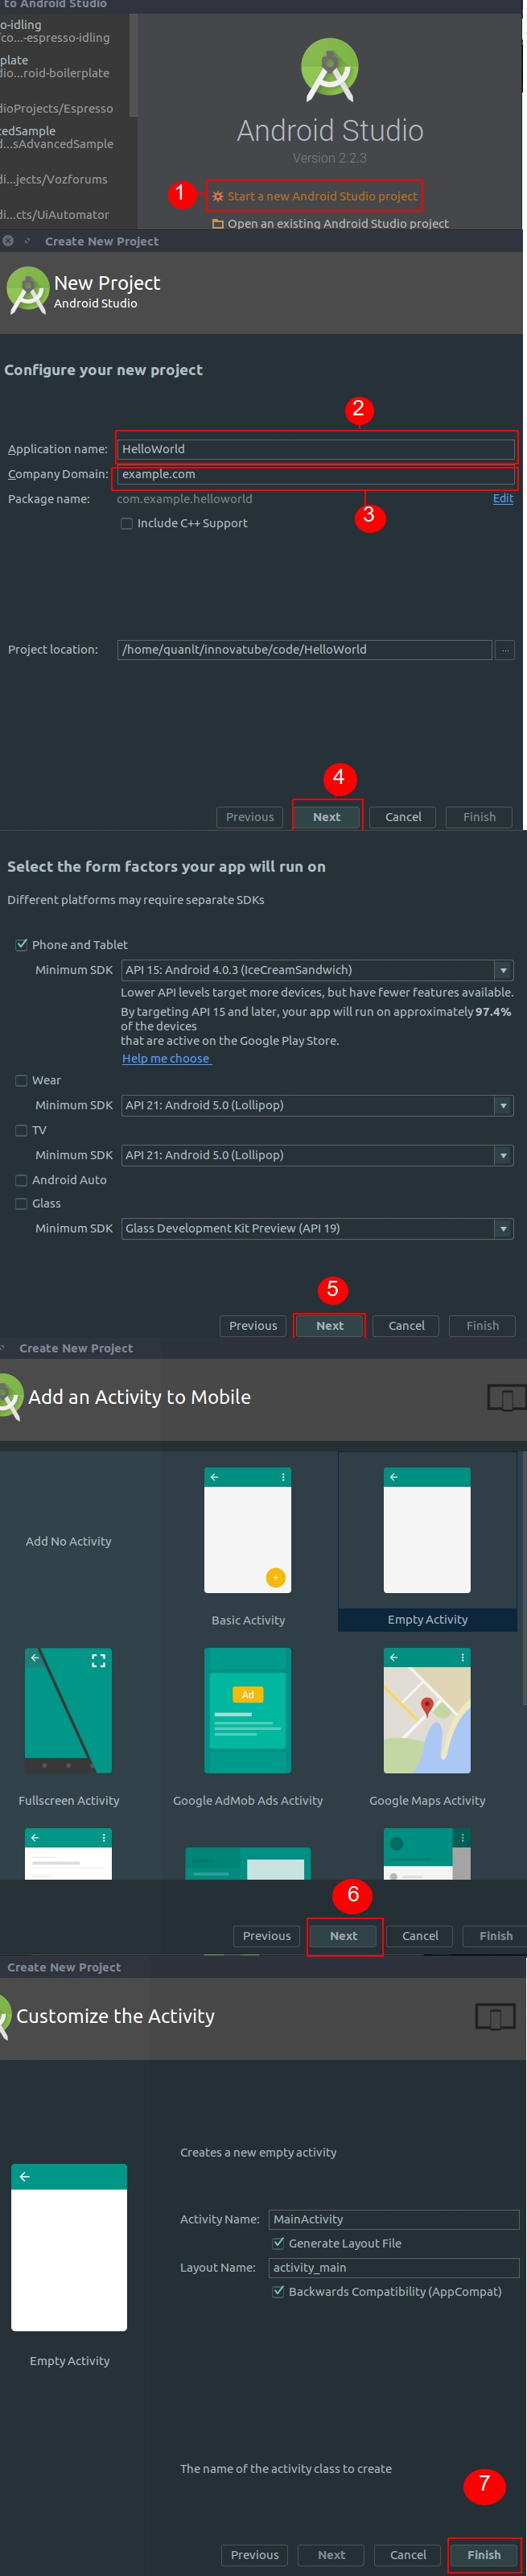 to Android Studio
o-idling
/co...-espresso-idling
plate
dio...roid-boilerplate
dioProjects/Espresso
cedSample
d...sAdvancedSample
di...jects/Vozforums
di...cts/UiAutomator
Android Studio
Version 2.2.3
1
Start a new Android Studio project
Open an existing Android Studio project
Create New Project
New Project
Android Studio
Configure your new project
2
Application name: HelloWorld
Company Domain: example.com
Package name: com.example.helloworld Edit
3
Include C++ Support
Project location: /home/quanlt/innovatube/code/HelloWorld ...
4
Previous Next Cancel Finish
Select the form factors your app will run on
Different platforms may require separate SDKs
Phone and Tablet
Minimum SDK API 15: Android 4.0.3 (IceCreamSandwich)
Lower API levels target more devices, but have fewer features available.
By targeting API 15 and later, your app will run on approximately 97.4%
of the devices
that are active on the Google Play Store.
Help me choose
Wear
Minimum SDK API 21: Android 5.0 (Lollipop)
TV
Minimum SDK API 21: Android 5.0 (Lollipop)
Android Auto
Glass
Minimum SDK Glass Development Kit Preview (API 19)
5
Previous Next Cancel Finish
Create New Project
Add an Activity to Mobile
Add No Activity
Basic Activity
Empty Activity
Ad
Fullscreen Activity
Google AdMob Ads Activity
Google Maps Activity
6
Previous Next Cancel Finish
Create New Project
Customize the Activity
Creates a new empty activity
Activity Name: MainActivity
Generate Layout File
Layout Name: activity_main
Backwards Compatibility (AppCompat)
Empty Activity
The name of the activity class to create
7
Previous Next Cancel Finish